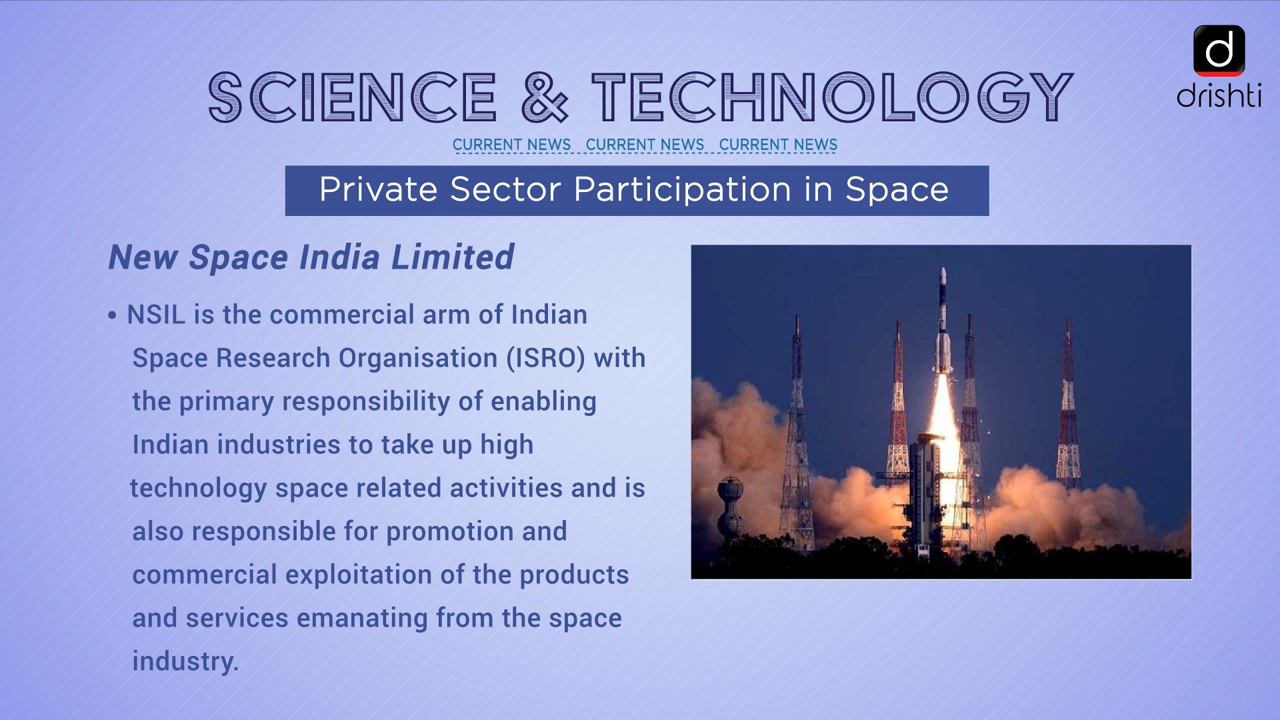 d
drishti
SCIENCE & TECHNOLOGY
CURRENT NEWS CURRENT NEWS CURRENT NEWS
Private Sector Participation in Space
New Space India Limited
• NSIL is the commercial arm of Indian
Space Research Organisation (ISRO) with
the primary responsibility of enabling
Indian industries to take up high
technology space related activities and is
also responsible for promotion and
commercial exploitation of the products
and services emanating from the space
industry.